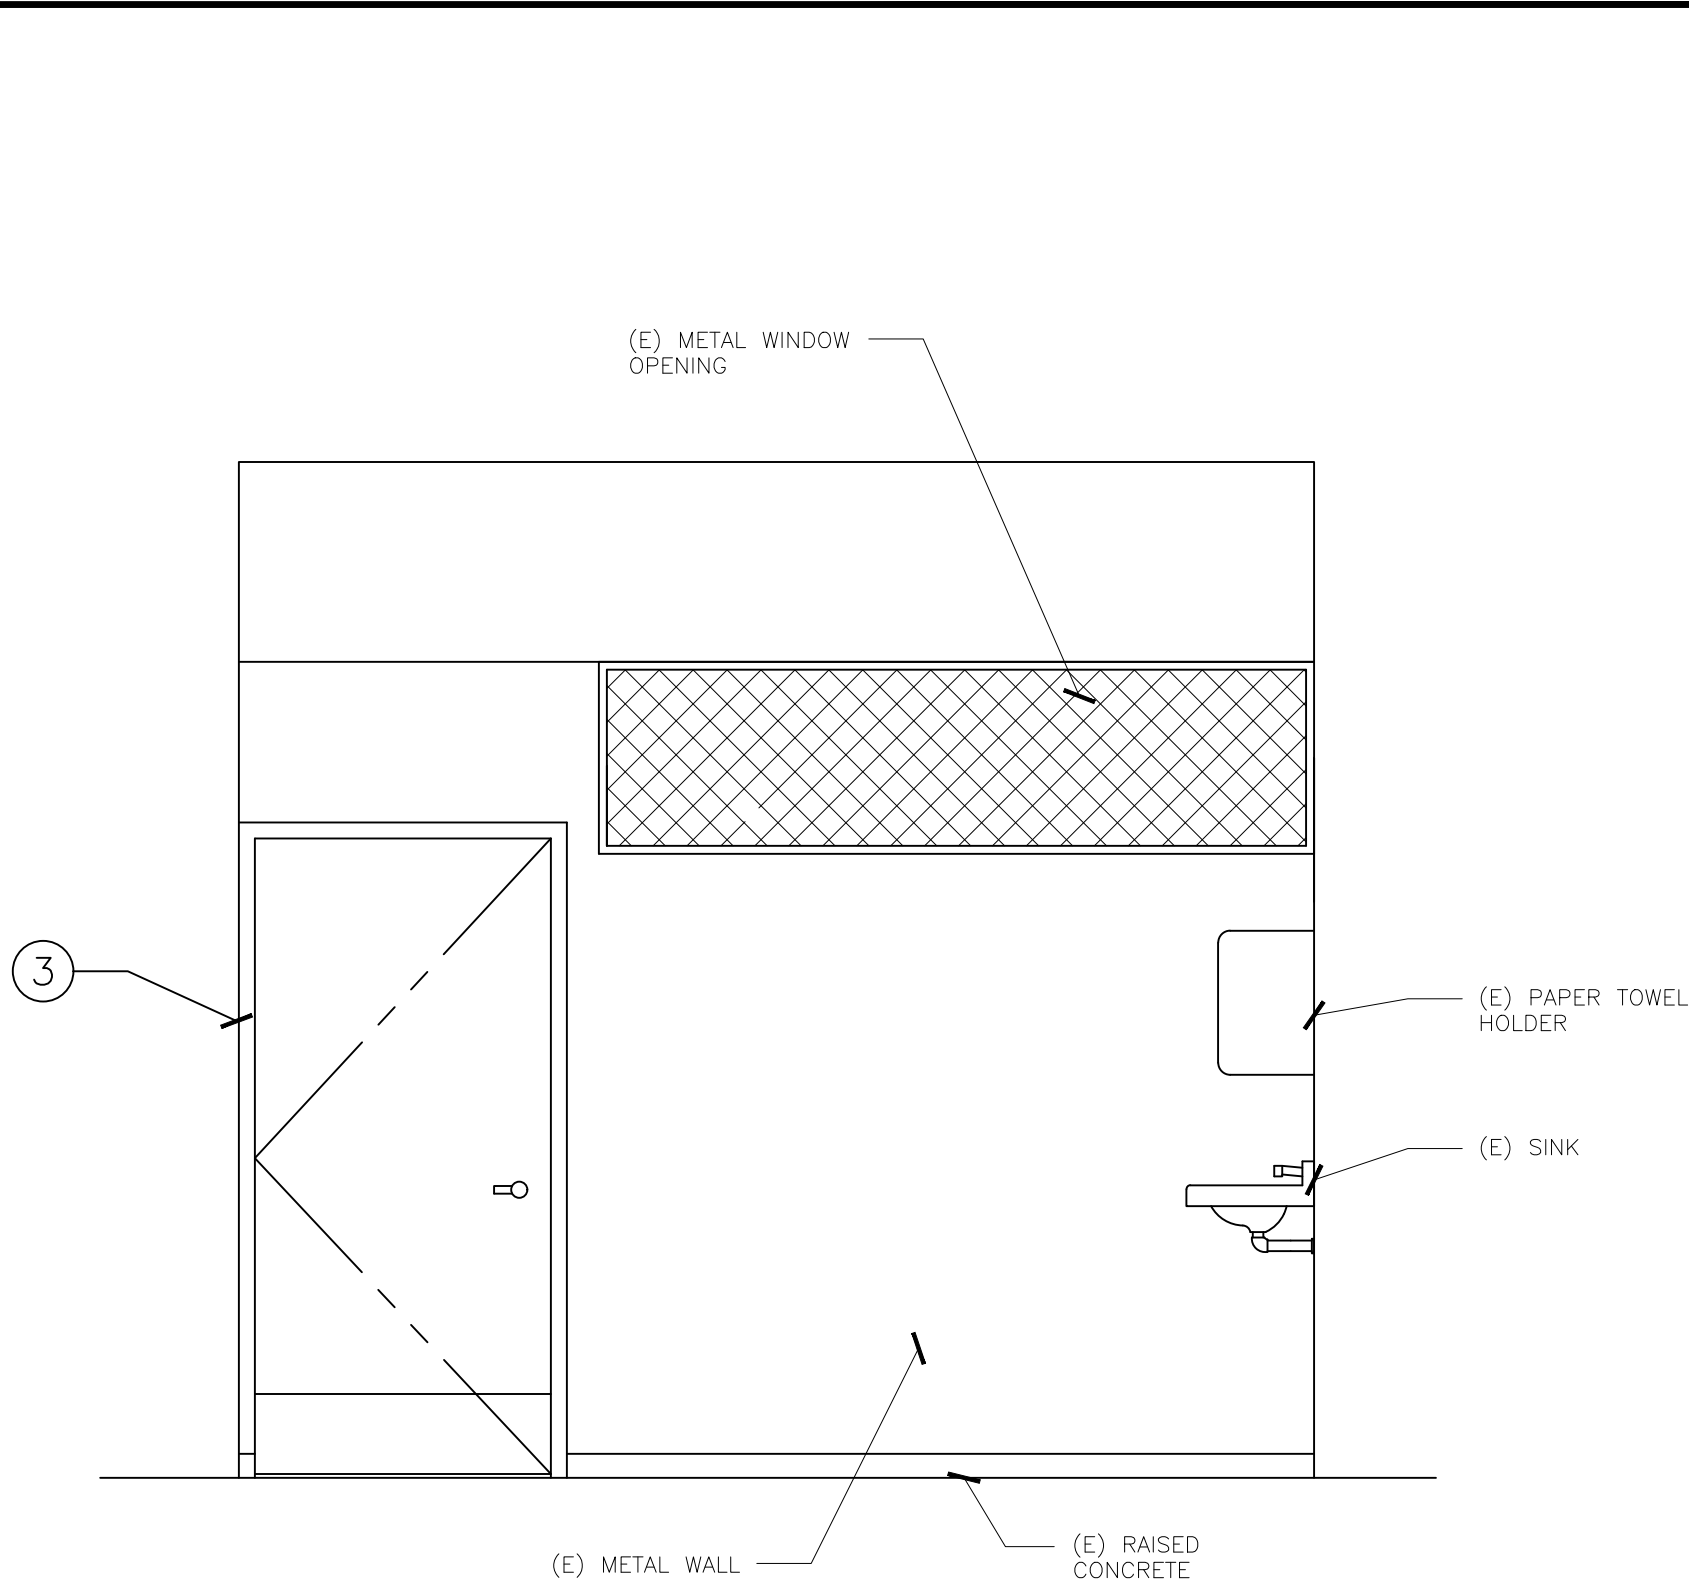 (E) METAL WINDOW
OPENING
3
(E) PAPER TOWEL
HOLDER
(E) SINK
(E) METAL WALL
(E) RAISED
CONCRETE